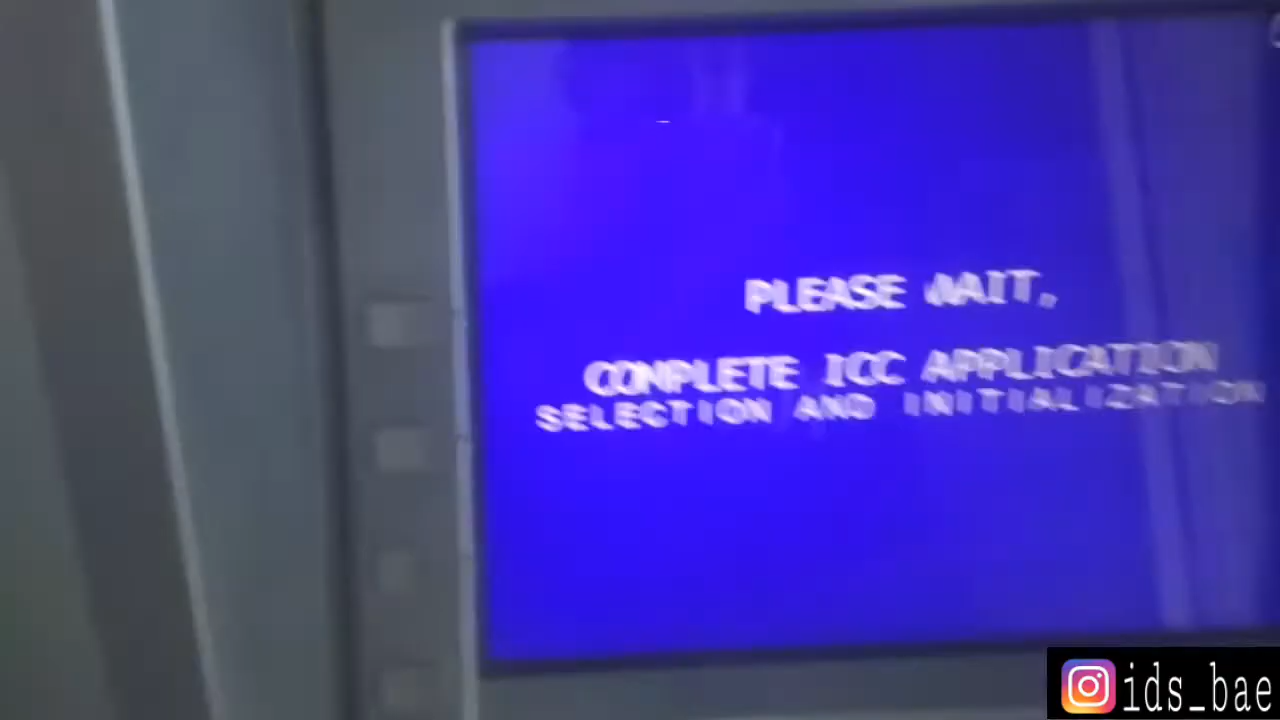 PLEASE WAIT.
COMPLETE ICC APPLICATION
SELECTION AND INITIALIZATION
ids_bae